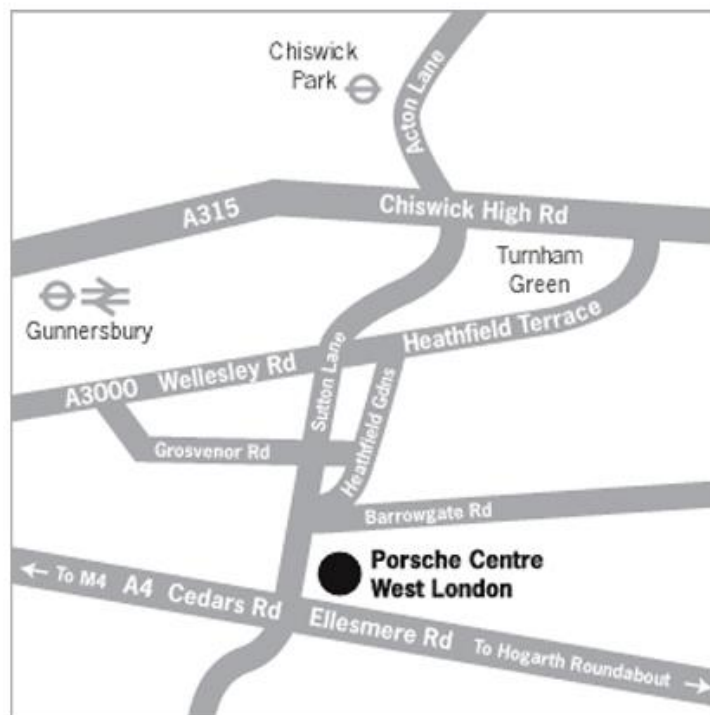 Chiswick
Park
Acton Lane
A315
Chiswick High Rd
Turnham
Green
Gunnersbury
Heathfield Terrace
A3000 Wellesley Rd
Sutton Lane
Heathfield Gdns
Grosvenor Rd
Barrowgate Rd
Porsche Centre
West London
← To M4 A4 Cedars Rd Ellesmere Rd To Hogarth Roundabout →